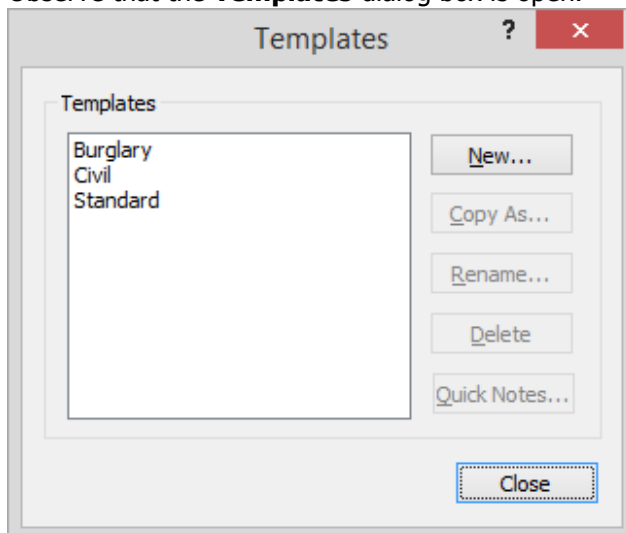 Observe that the Templates dialog box is open.
Templates ? ×
Templates
Burglary
Civil
Standard
New...
Copy As...
Rename...
Delete
Quick Notes...
Close